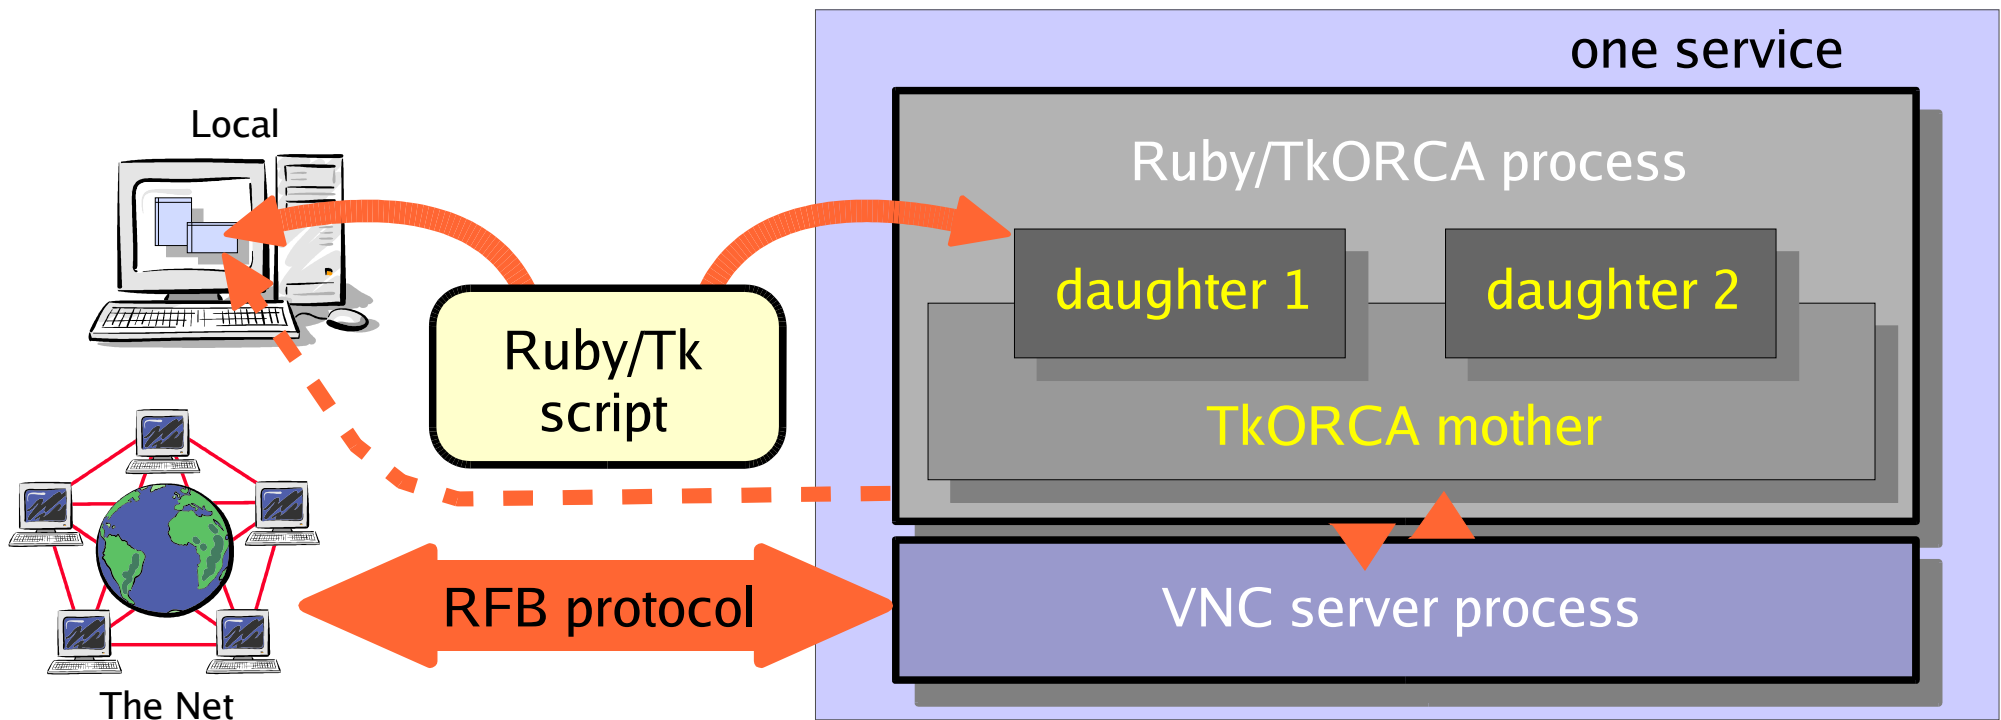 one service
Local
Ruby/TkORCA process
daughter 1
daughter 2
Ruby/Tk
script
TkORCA mother
RFB protocol
VNC server process
The Net